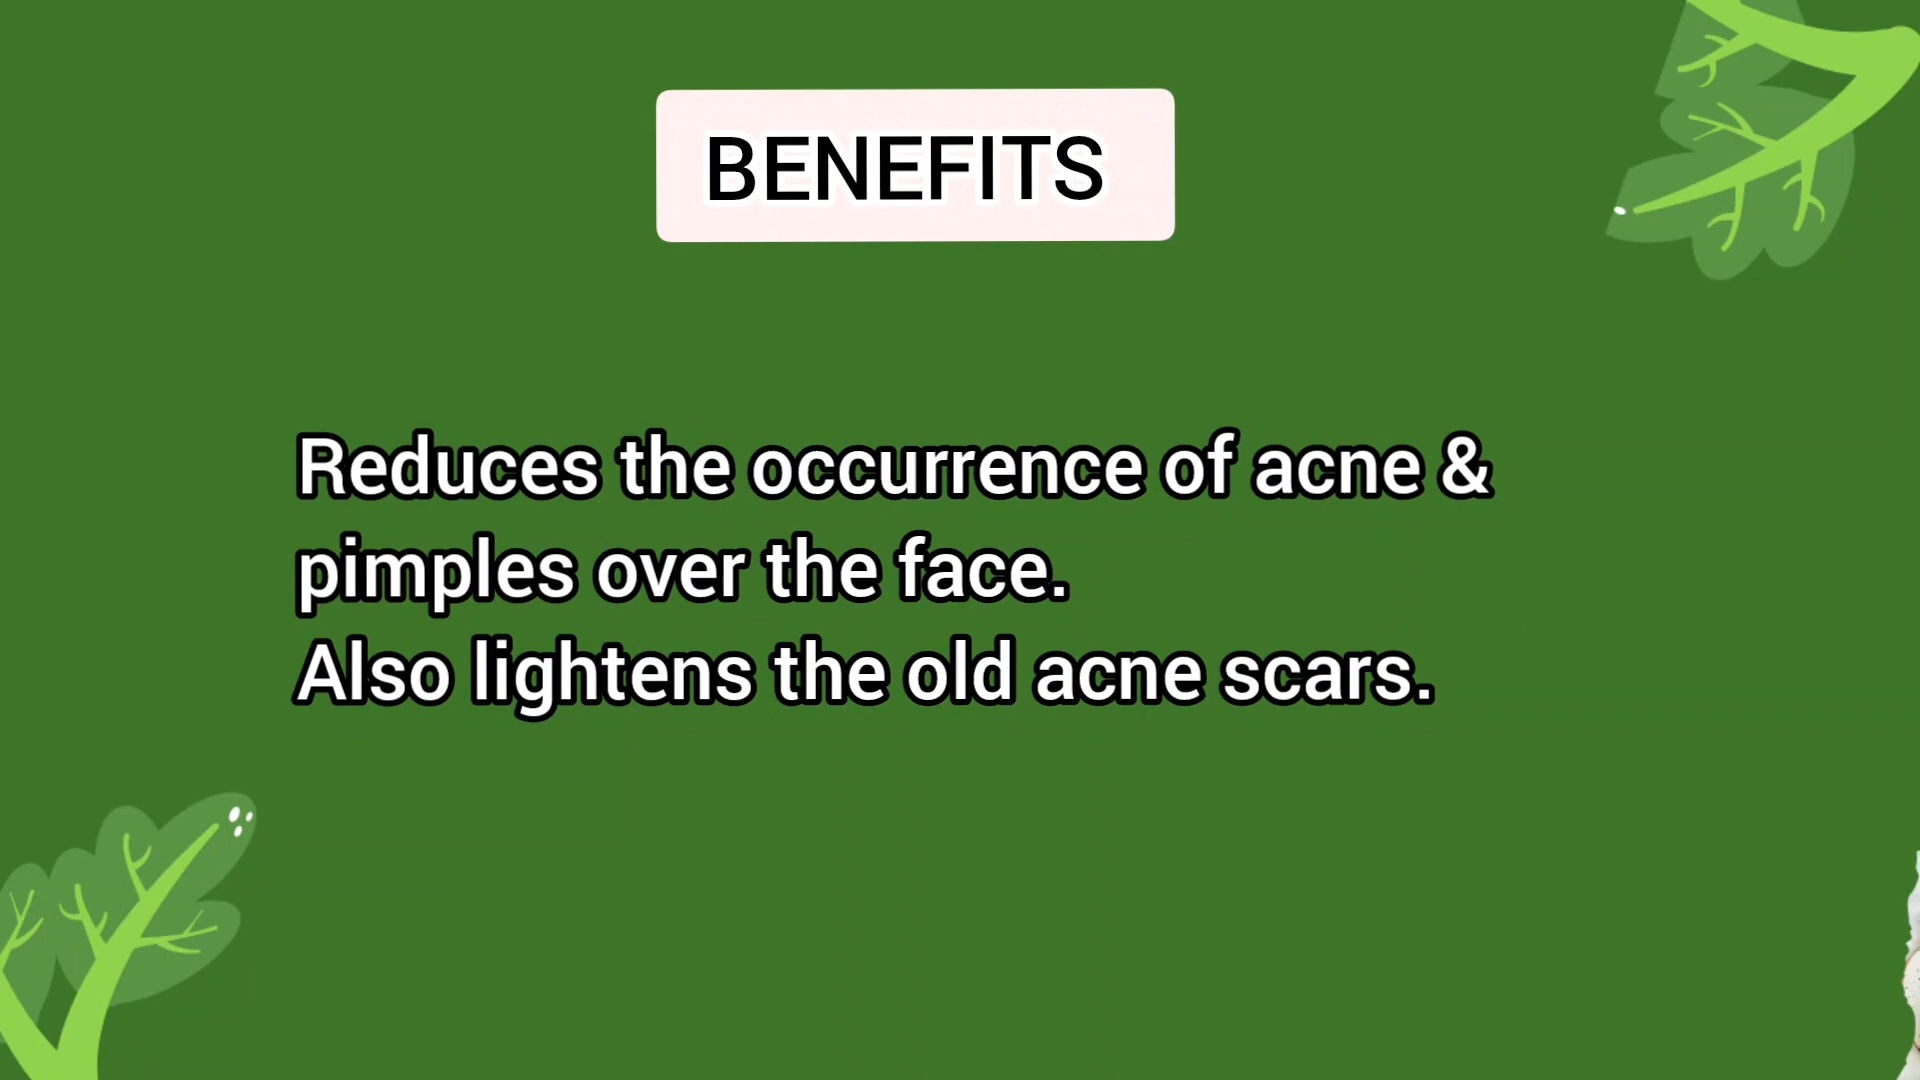 BENEFITS
Reduces the occurrence of acne &
pimples over the face.
Also lightens the old acne scars.